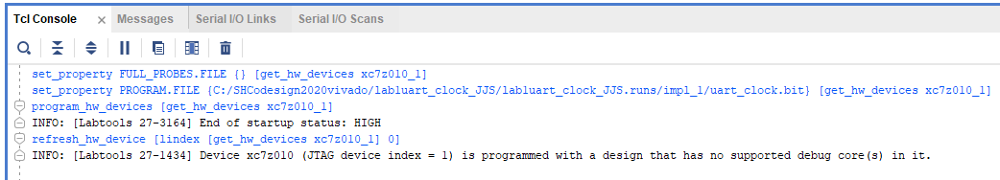 Tcl Console × Messages Serial I/O Links Serial I/O Scans
set_property FULL_PROBES.FILE {} [get_hw_devices xc7z010_1]
set_property PROGRAM.FILE {C:/SHCodesign2020vivado/lab1uart_clock_JJS/lab1uart_clock_JJS.runs/impl_1/uart_clock.bit} [get_hw_devices xc7z010_1]
program_hw_devices [get_hw_devices xc7z010_1]
INFO: [Labtools 27-3164] End of startup status: HIGH
refresh_hw_device [lindex [get_hw_devices xc7z010_1] 0]
INFO: [Labtools 27-1434] Device xc7z010 (JTAG device index = 1) is programmed with a design that has no supported debug core(s) in it.